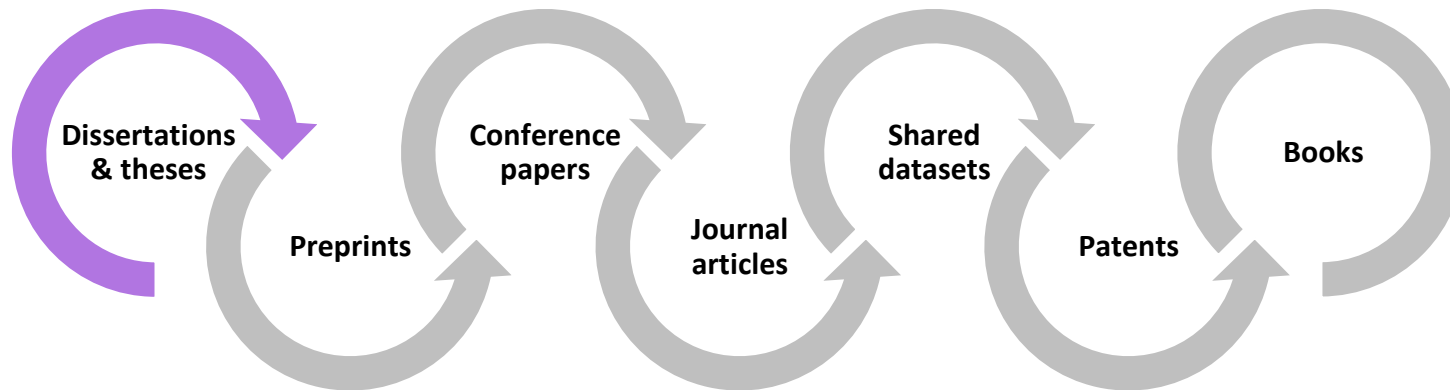 Dissertations
& theses
Preprints
Conference
papers
Journal
articles
Shared
datasets
Patents
Books